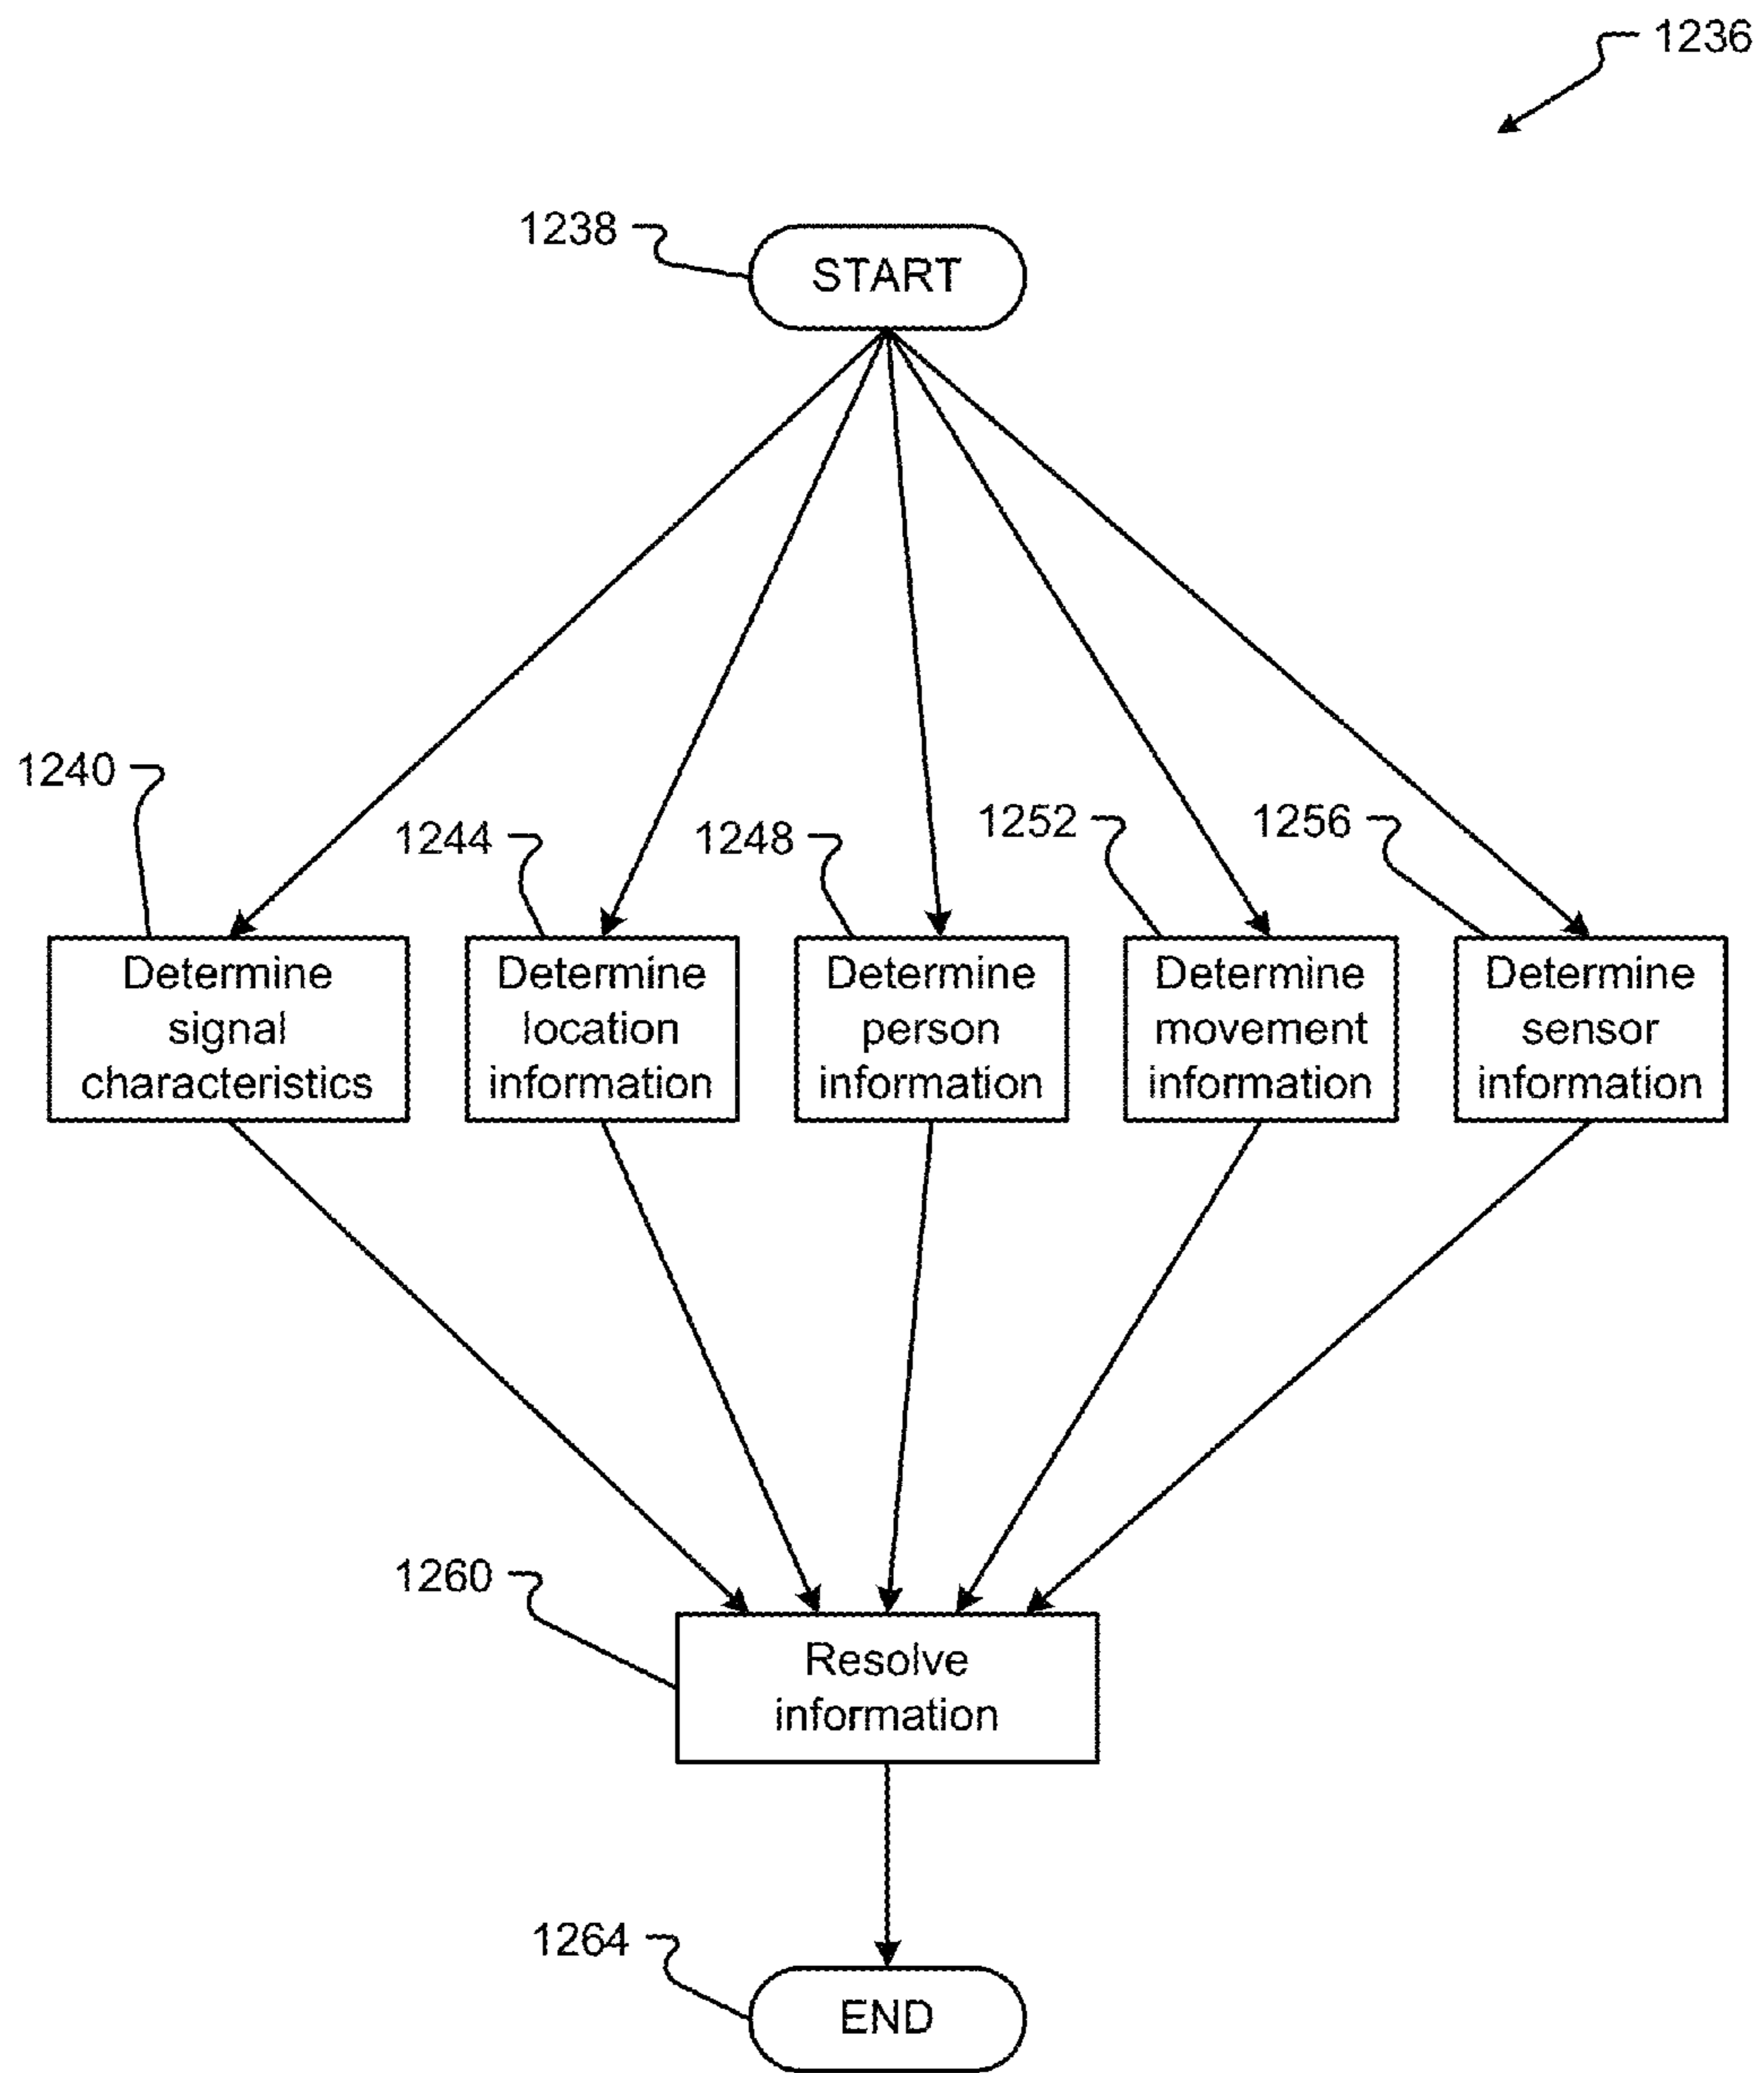 1236
1238
START
1240
1244
1248
1252
1256
Determine
signal
characteristics
Determine
location
information
Determine
person
information
Determine
movement
information
Determine
sensor
information
1260
Resolve
information
1264
END